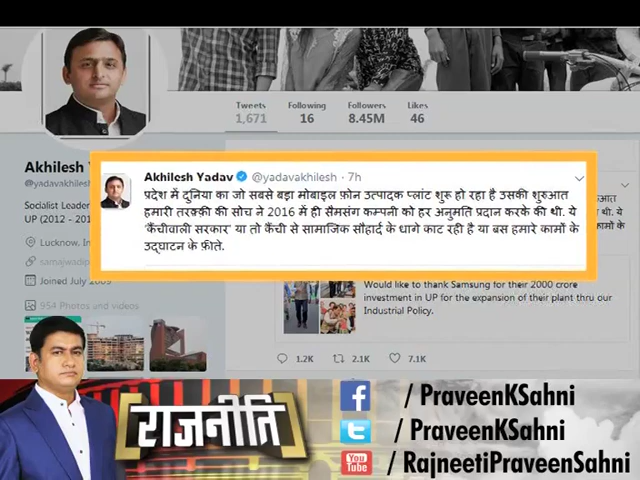 Tweets Following Followers Likes
1,671 16 8.45M 46
Akhilesh Ya
@yadavakhilesh
Socialist Leader
UP (2012 - 201
Lucknow, In
samajwadip
Joined July 2009
954 Photos and videos
Akhilesh Yadav @yadavakhilesh · 7h
प्रदेश में दुनिया का जो सबसे बड़ा मोबाइल फ़ोन उत्पादक प्लांट शुरु हो रहा है उसकी शुरुआत
हमारी तरक़्क़ी की सोच ने 2016 में ही सैमसंग कम्पनी को हर अनुमति प्रदान करके की थी. ये
'कैंचीवाली सरकार' या तो कैंची से सामाजिक सौहार्द के धागे काट रही है या बस हमारे कामों के
उद्घाटन के फ़ीते.
Would like to thank Samsung for their 2000 crore
investment in UP for the expansion of their plant thru our
Industrial Policy.
1.2K 2.1K 7.1K
राजनीति
/ PraveenKSahni
/ PraveenKSahni
You Tube / RajneetiPraveenSahni